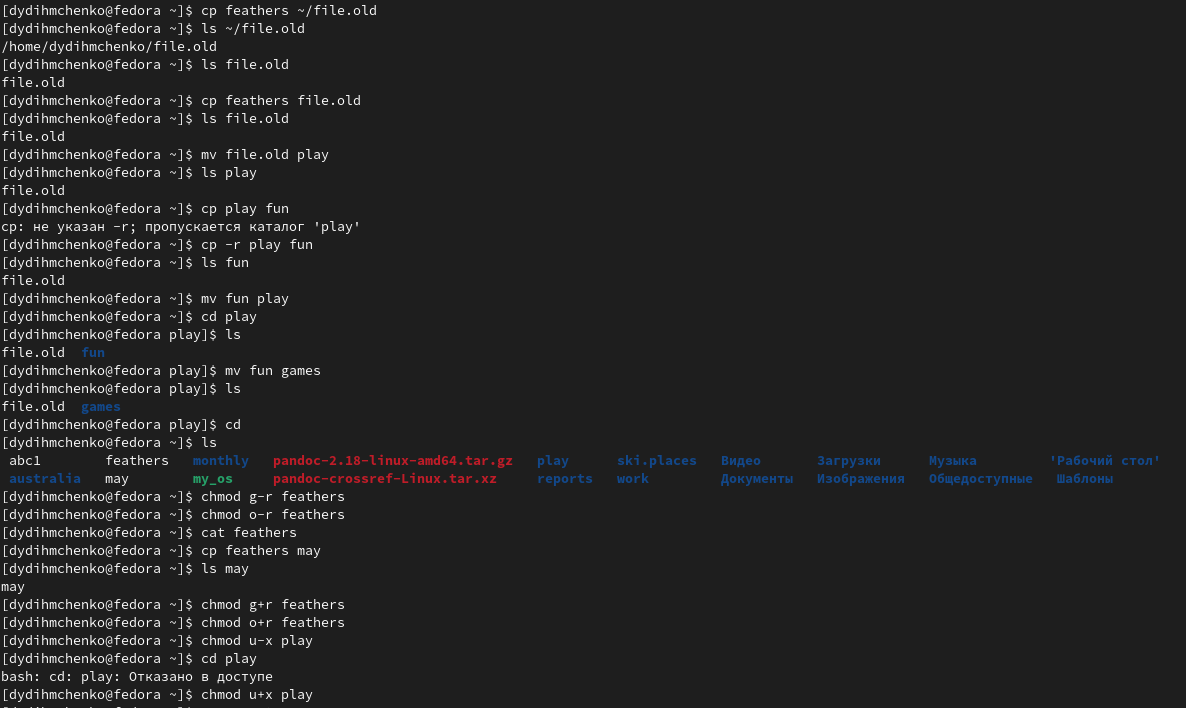 [dydihmchenko@fedora ~]$ cp feathers ~/file.old
[dydihmchenko@fedora ~]$ ls ~/file.old
/home/dydihmchenko/file.old
[dydihmchenko@fedora ~]$ ls file.old
file.old
[dydihmchenko@fedora ~]$ cp feathers file.old
[dydihmchenko@fedora ~]$ ls file.old
file.old
[dydihmchenko@fedora ~]$ mv file.old play
[dydihmchenko@fedora ~]$ ls play
file.old
[dydihmchenko@fedora ~]$ cp play fun
cp: не указан -r; пропускается каталог 'play'
[dydihmchenko@fedora ~]$ cp -r play fun
[dydihmchenko@fedora ~]$ ls fun
file.old
[dydihmchenko@fedora ~]$ mv fun play
[dydihmchenko@fedora ~]$ cd play
[dydihmchenko@fedora play]$ ls
file.old  fun
[dydihmchenko@fedora play]$ mv fun games
[dydihmchenko@fedora play]$ ls
file.old  games
[dydihmchenko@fedora play]$ cd
[dydihmchenko@fedora ~]$ ls
abc1 feathers monthly pandoc-2.18-linux-amd64.tar.gz play ski.places Видео Загрузки Музыка 'Рабочий стол'
australia may my_os pandoc-crossref-Linux.tar.xz reports work Документы Изображения Общедоступные Шаблоны
[dydihmchenko@fedora ~]$ chmod g-r feathers
[dydihmchenko@fedora ~]$ chmod o-r feathers
[dydihmchenko@fedora ~]$ cat feathers
[dydihmchenko@fedora ~]$ cp feathers may
[dydihmchenko@fedora ~]$ ls may
may
[dydihmchenko@fedora ~]$ chmod g+r feathers
[dydihmchenko@fedora ~]$ chmod o+r feathers
[dydihmchenko@fedora ~]$ chmod u-x play
[dydihmchenko@fedora ~]$ cd play
bash: cd: play: Отказано в доступе
[dydihmchenko@fedora ~]$ chmod u+x play